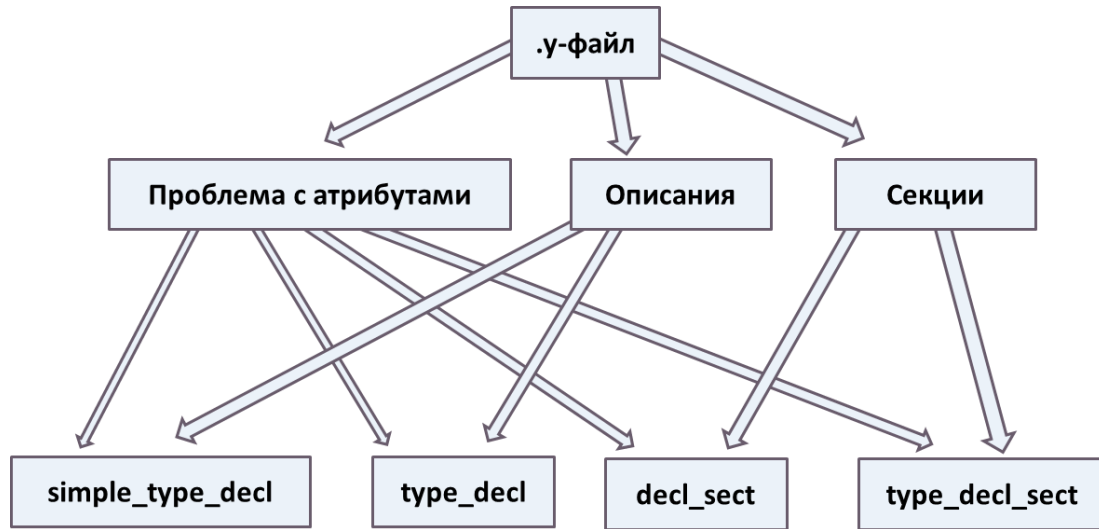 .y-файл
Проблема с атрибутами
Описания
Секции
simple_type_decl
type_decl
decl_sect
type_decl_sect